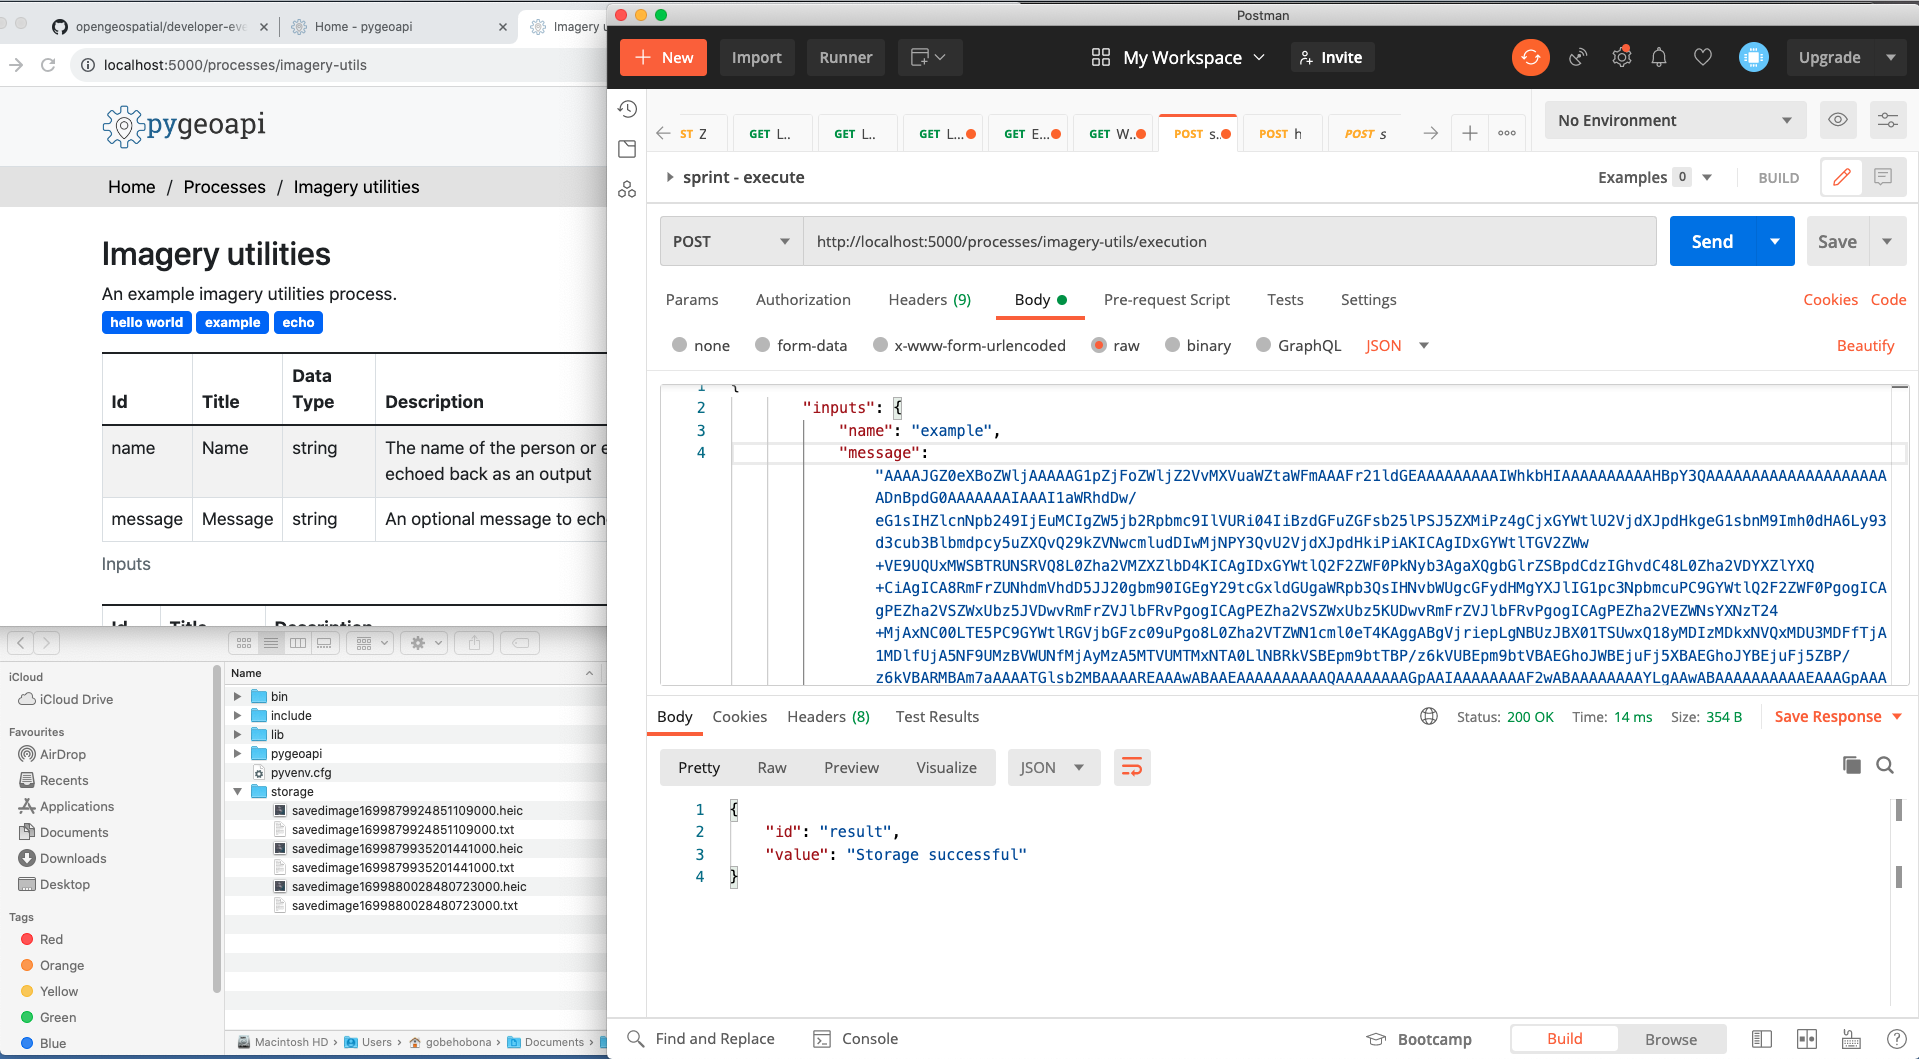 opengeospatial/developer-eve
Home - pygeoapi
Imagery u
localhost:5000/processes/imagery-utils
pygeoapi
Home / Processes / Imagery utilities
Imagery utilities
An example imagery utilities process.
hello world example echo
Id Title Data Type Description
name Name string The name of the person or e
echoed back as an output
message Message string An optional message to ech
Inputs
Id Title Description
Name
iCloud
iCloud Drive
Favourites
AirDrop
Recents
Applications
Documents
Downloads
Desktop
Tags
Red
Orange
Yellow
Green
Blue
bin
include
lib
pygeoapi
pyvenv.cfg
storage
savedimage1699879924851109000.heic
savedimage1699879924851109000.txt
savedimage1699879935201441000.heic
savedimage1699879935201441000.txt
savedimage1699880028480723000.heic
savedimage1699880028480723000.txt
Macintosh HD › Users › gobehobona › Documents ›
Postman
New Import Runner
My Workspace
Invite
Upgrade
ST Z GET L.. GET L.. GET L... GET E... GET W.. POST s.. POST h POST s
No Environment
sprint - execute
Examples 0
BUILD
POST http://localhost:5000/processes/imagery-utils/execution
Send Save
Params Authorization Headers (9) Body Pre-request Script Tests Settings
Cookies Code
none form-data x-www-form-urlencoded raw binary GraphQL JSON
Beautify
1 {
2 "inputs": {
3 "name": "example",
4 "message":
"AAAAJGZ0eXBoZWljAAAAAG1pZjFoZWljZ2VvMXVuaWZtaWFmAAAFr21ldGEAAAAAAAAAIWhkbHIAAAAAAAAAAHBpY3QAAAAAAAAAAAAAAAAAAAA
ADnBpdG0AAAAAAAIAAAI1aWRhdDw/
eG1sIHZlcnNpb249IjEuMCIgZW5jb2Rpbmc9IlVURi04IiBzdGFuZGFsb25lPSJ5ZXMiPz4gCjxGYWtlU2VjdXJpdHkgeG1sbnM9Imh0dHA6Ly93
d3cub3Blbmdpcy5uZXQvQ29kZVNwcmludDIwMjNPY3QvU2VjdXJpdHkiPiAKICAgIDxGYWtlTGV2ZWw
+VE9UQUxMWSBTRUNSRVQ8L0Zha2VMZXZlbD4KICAgIDxGYWtlQ2F2ZWF0PkNyb3AgaXQgbGlrZSBpdCdzIGhvdC48L0Zha2VDYXZlYXQ
+CiAgICA8RmFrZUNhdmVhdD5JJ20gbm90IGEgY29tcGxldGUgaWRpb3QsIHNvbWUgcGFydHMgYXJlIG1pc3NpbmcuPC9GYWtlQ2F2ZWF0PgogICA
gPEZha2VSZWxUbz5JVDwvRmFrZVJlbFRvPgogICAgPEZha2VSZWxUbz5KUDwvRmFrZVJlbFRvPgogICAgPEZha2VEZWNsYXNzT24
+MjAxNC00LTE5PC9GYWtlRGVjbGFzc09uPgo8L0Zha2VTZWN1cml0eT4KAggABgVjriepLgNBUzJBX01TSUwxQ18yMDIzMDkxNVQxMDU3MDFfTjA
1MDlfUjA5NF9UMzBVWUNfMjAyMzA5MTVUMTMxNTA0LlNBRkVSBEpm9btTBP/z6kVUBEpm9btVBAEGhoJWBEjuFj5XBAEGhoJYBEjuFj5ZBP/
z6kVBARMBAm7aAAAATGlsb2MBAAAAREAAAwABAAEAAAAAAAAAAQAAAAAAAAGpAAIAAAAAAAAF2wABAAAAAAAAYLgAAwABAAAAAAAAAAEAAAGpAAA
Body Cookies Headers (8) Test Results
Status: 200 OK Time: 14 ms Size: 354 B Save Response
Pretty Raw Preview Visualize JSON
1 {
2 "id": "result",
3 "value": "Storage successful"
4 }
Find and Replace Console
Bootcamp Build Browse